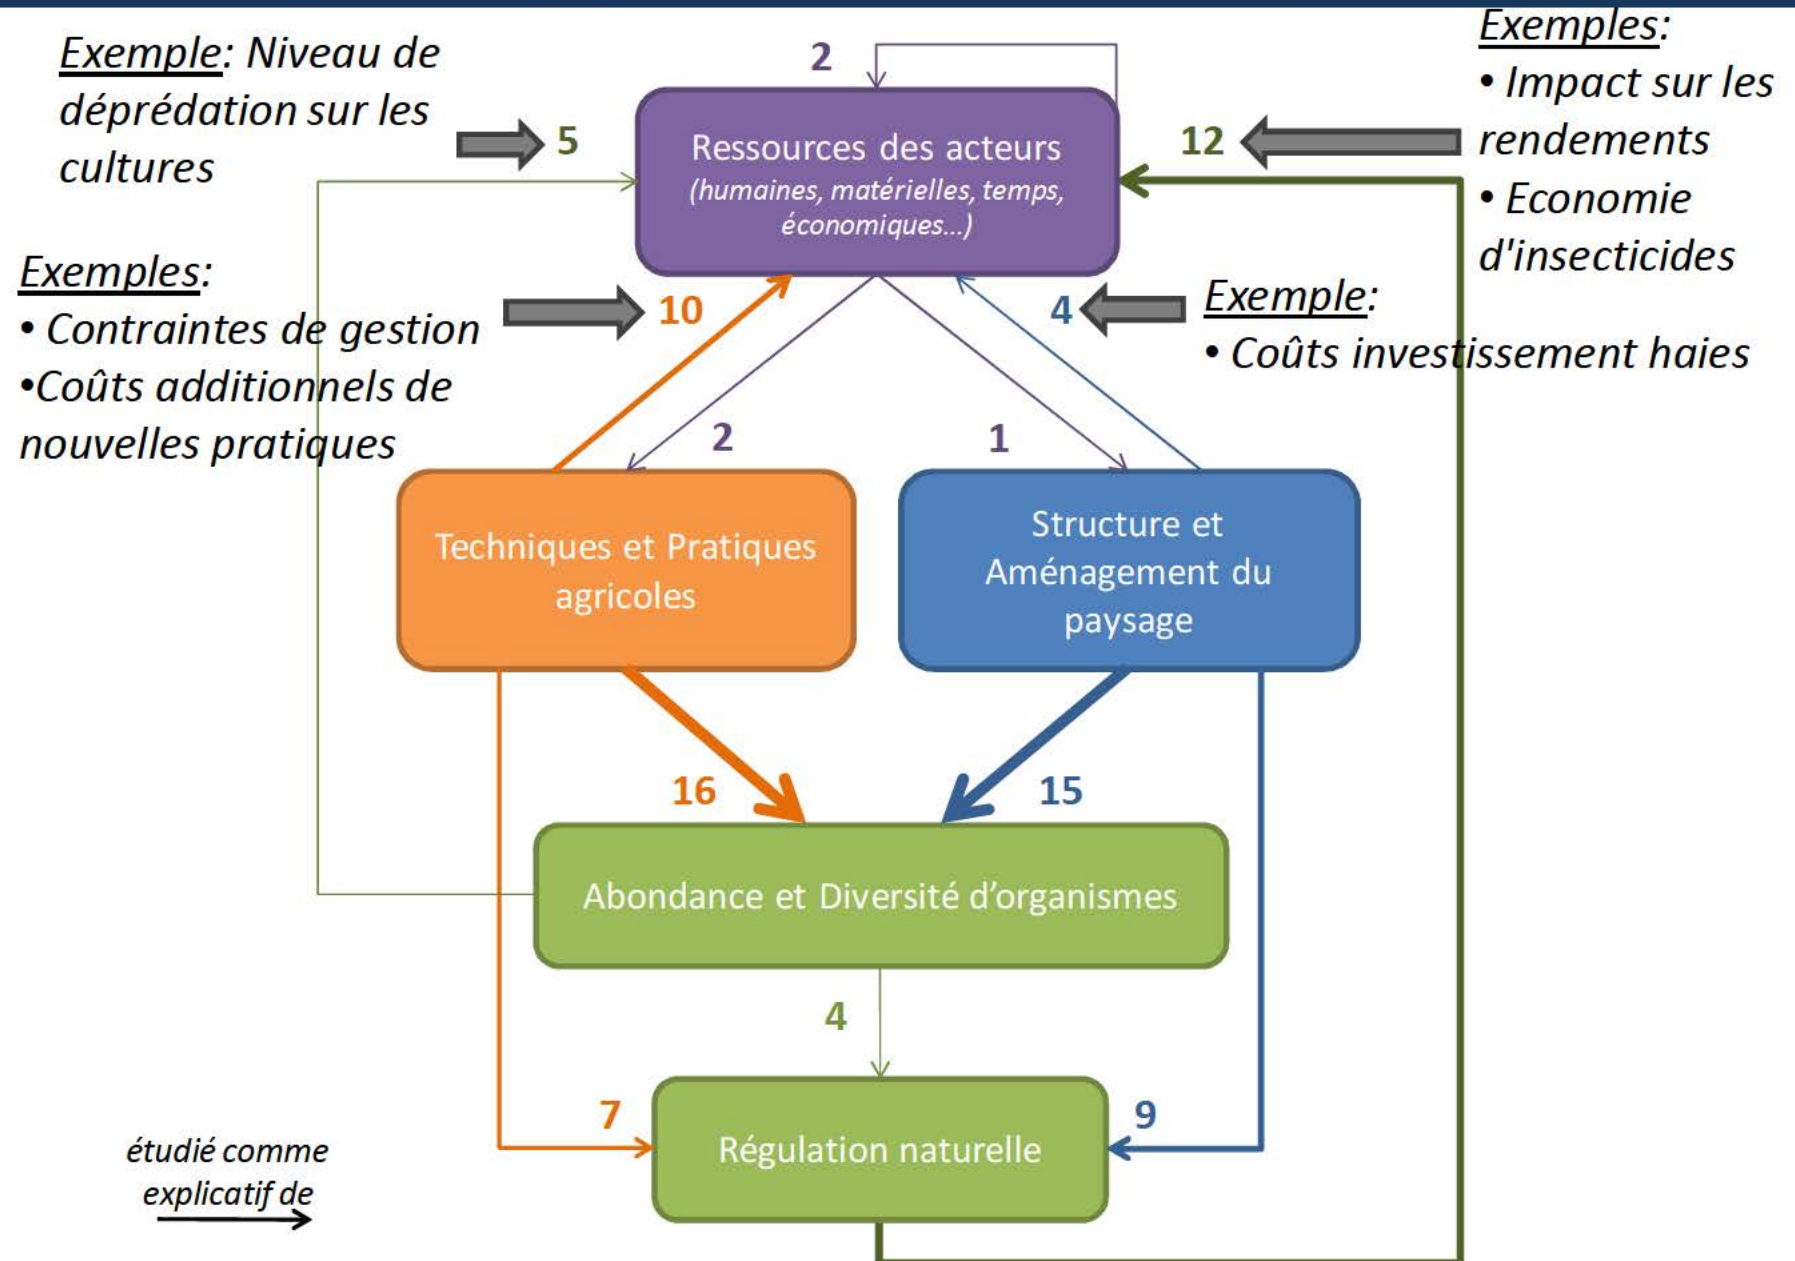 Exemple: Niveau de
déprédation sur les
cultures
5
2
Ressources des acteurs
(humaines, matérielles, temps,
économiques...)
12
Exemples:
• Impact sur les
rendements
• Economie
d'insecticides
Exemples:
• Contraintes de gestion
•Coûts additionnels de
nouvelles pratiques
10
4
Exemple:
• Coûts investissement haies
2
1
Techniques et Pratiques
agricoles
Structure et
Aménagement du
paysage
16
15
Abondance et Diversité d'organismes
4
7
9
Régulation naturelle
étudié comme
explicatif de